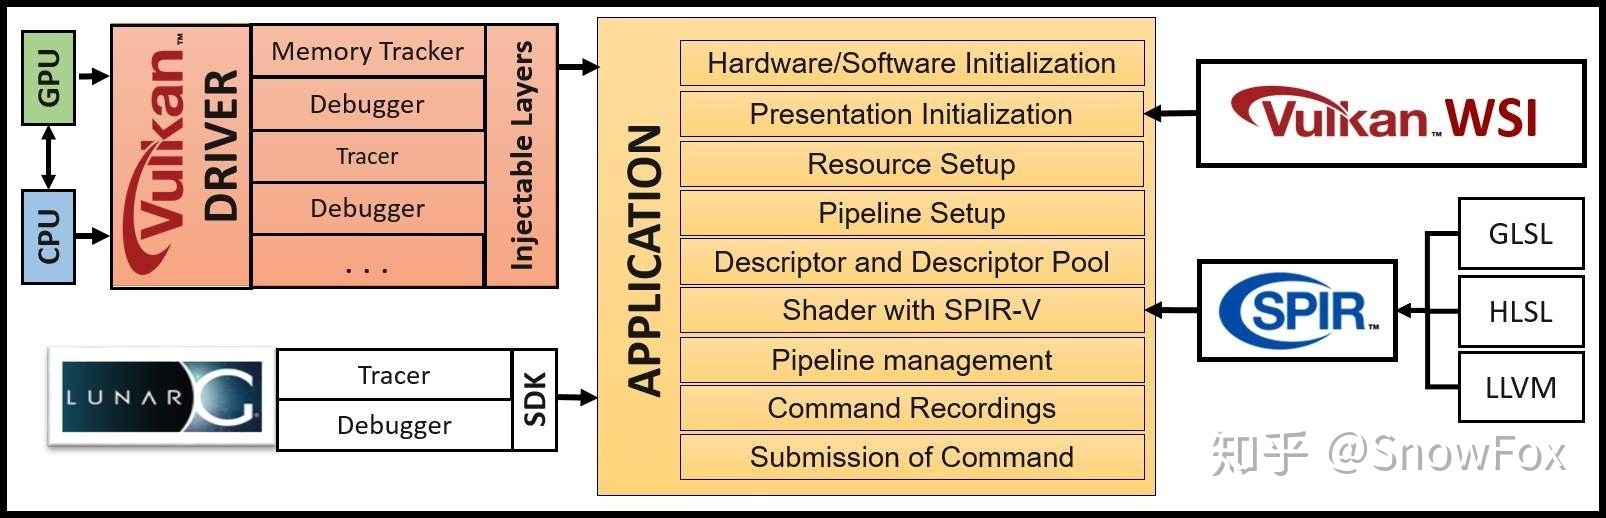 GPU
CPU
Vulkan™
DRIVER
Memory Tracker
Debugger
Tracer
Debugger
. . .
Injectable Layers
LUNAR G
Tracer
Debugger
SDK
APPLICATION
Hardware/Software Initialization
Presentation Initialization
Resource Setup
Pipeline Setup
Descriptor and Descriptor Pool
Shader with SPIR-V
Pipeline management
Command Recordings
Submission of Command
Vulkan™ WSI
SPIR™
GLSL
HLSL
LLVM
知乎 @SnowFox